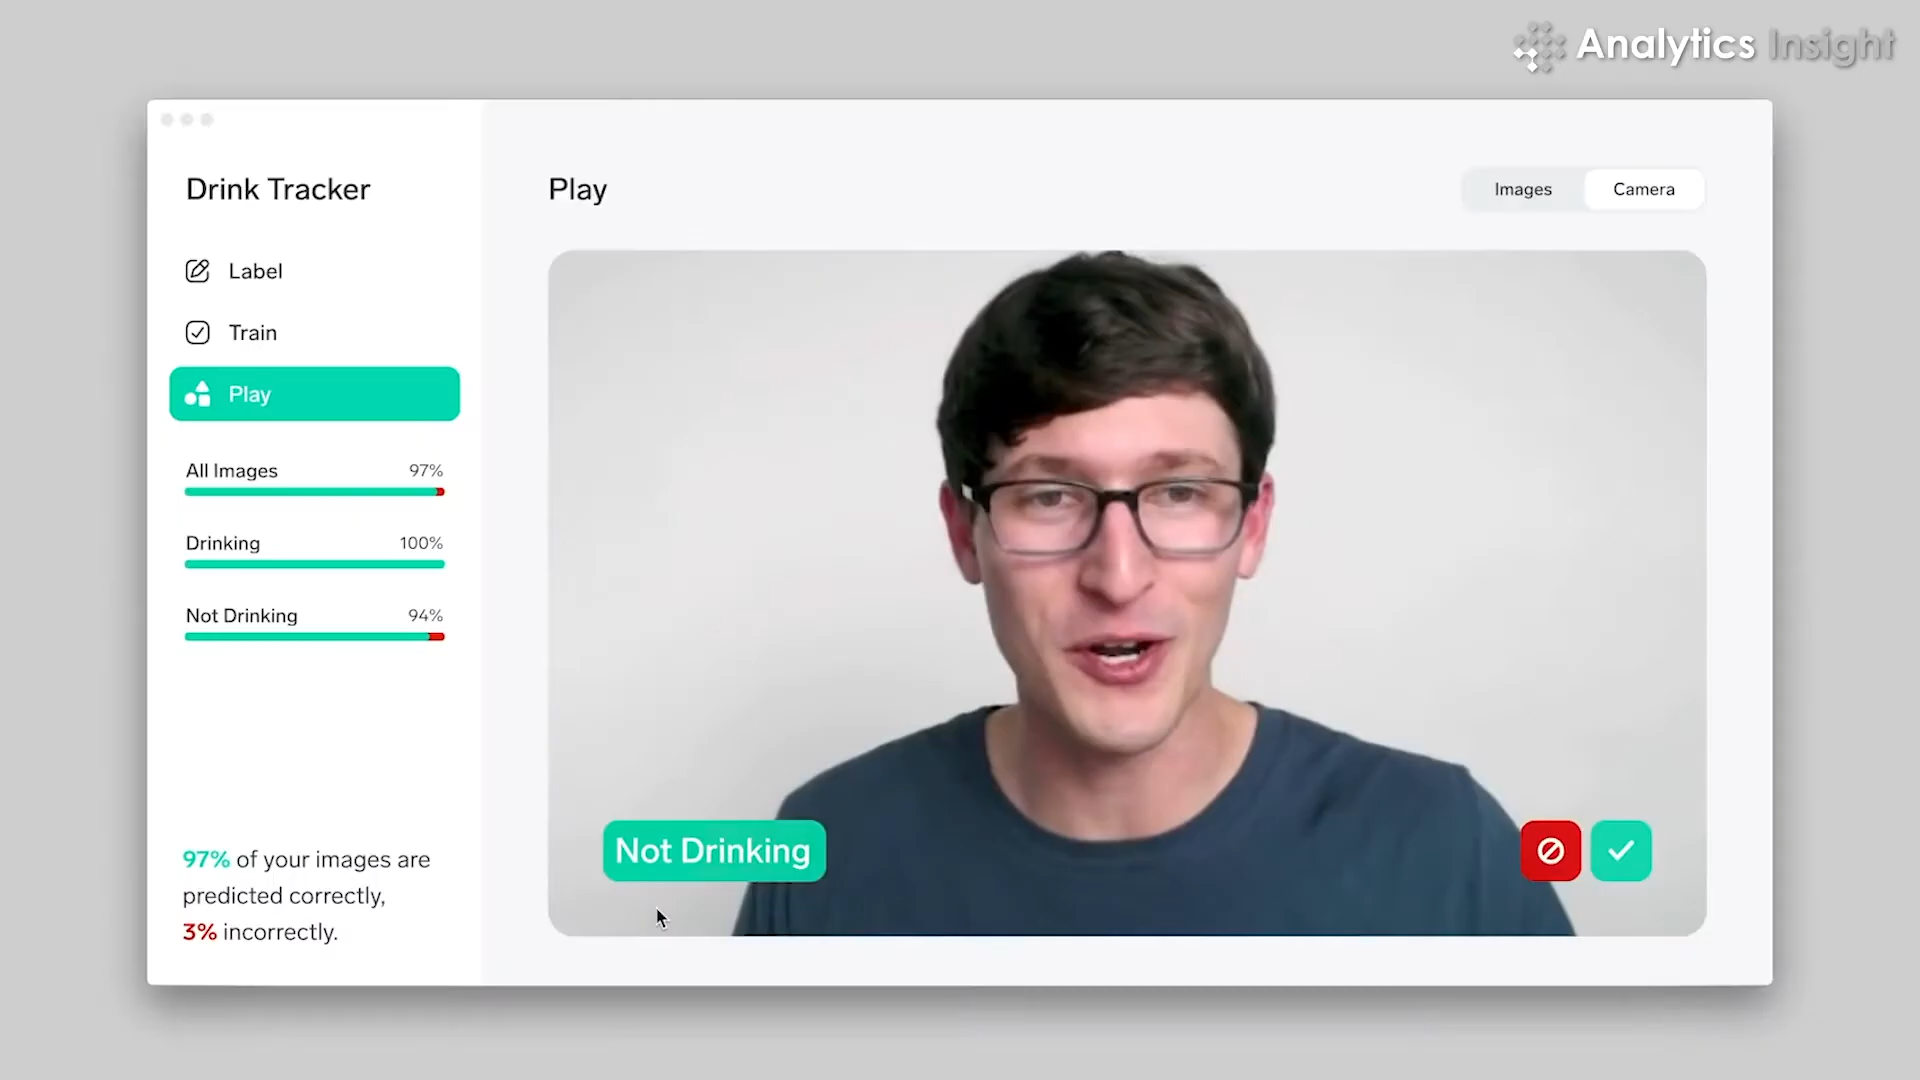 Analytics Insight
Drink Tracker
Label
Train
Play
All Images 97%
Drinking 100%
Not Drinking 94%
97% of your images are
predicted correctly,
3% incorrectly.
Play
Images Camera
Not Drinking